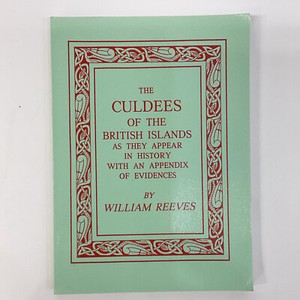 THE
CULDEES
OF THE
BRITISH ISLANDS
AS THEY APPEAR
IN HISTORY
WITH AN APPENDIX
OF EVIDENCES
BY
WILLIAM REEVES